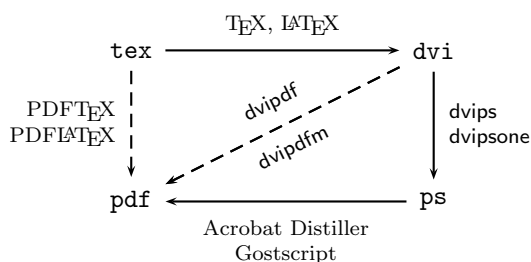 TEX, LATEX
tex
dvi
PDFTEX
PDFLATEX
dvipdf
dvipdfm
dvips
dvipsone
pdf
ps
Acrobat Distiller
Gostscript